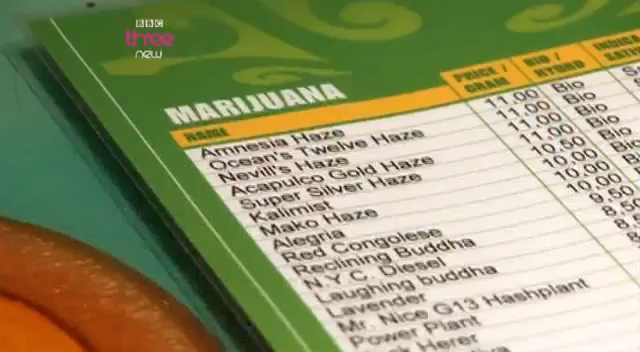 BBC
three
new
MARIJUANA
NAME PRICE / GRAM BIO / HYDRO
Amnesia Haze 11.00 Bio
Ocean's Twelve Haze 11.00 Bio
Nevill's Haze 11.00 Bio
Acapulco Gold Haze 11.00 Bio
Super Silver Haze 10.50 Bio
Kalimist 10.00 Bio
Mako Haze 10.00
Alegria 10.00
Red Congolese 9.50
Reclining Buddha
N.Y.C. Diesel
Laughing buddha
Lavender
Mr. Nice G13 Hashplant
Power Plant
Herer